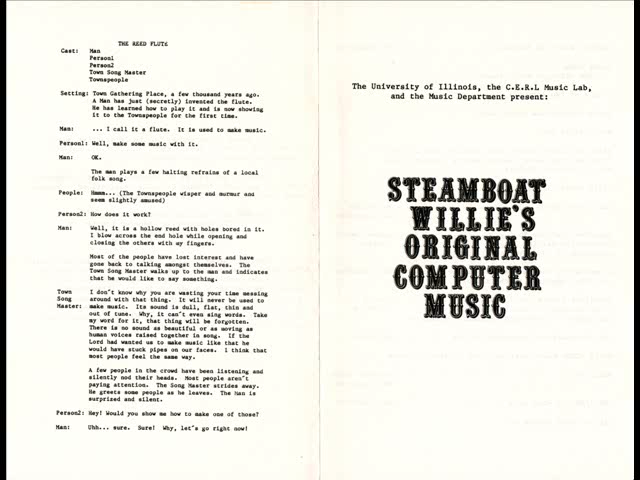 THE REED FLUTE
Cast: Man
Person1
Person2
Town Song Master
Townspeople
Setting: Town Gathering Place, a few thousand years ago.
A Man has just (secretly) invented the flute.
He has learned how to play it and is now showing
it to the Townspeople for the first time.
Man: ... I call it a flute. It is used to make music.
Person1: Well, make some music with it.
Man: OK.
The man plays a few halting refrains of a local
folk song.
People: Hmmm... (The Townspeople wisper and murmur and
seem slightly amused)
Person2: How does it work?
Man: Well, it is a hollow reed with holes bored in it.
I blow across the end hole while opening and
closing the others with my fingers.
Most of the people have lost interest and have
gone back to talking amongst themselves. The
Town Song Master walks up to the man and indicates
that he would like to say something.
Town I don't know why you are wasting your time messing
Song around with that thing. It will never be used to
Master: make music. Its sound is dull, flat, thin and
out of tune. Why, it can't even sing words. Take
my word for it, that thing will be forgotten.
There is no sound as beautiful or as moving as
human voices raised together in song. If the
Lord had wanted us to make music like that he
would have stuck pipes on our faces. I think that
most people feel the same way.
A few people in the crowd have been listening and
silently nod their heads. Most people aren't
paying attention. The Song Master strides away.
He greets some people as he leaves. The Man is
surprized and silent.
Person2: Hey! Would you show me how to make one of those?
Man: Uhh... sure. Sure! Why, let's go right now!
The University of Illinois, the C.E.R.L Music Lab,
and the Music Department present:
STEAMBOAT
WILLIE'S
ORIGINAL
COMPUTER
MUSIC